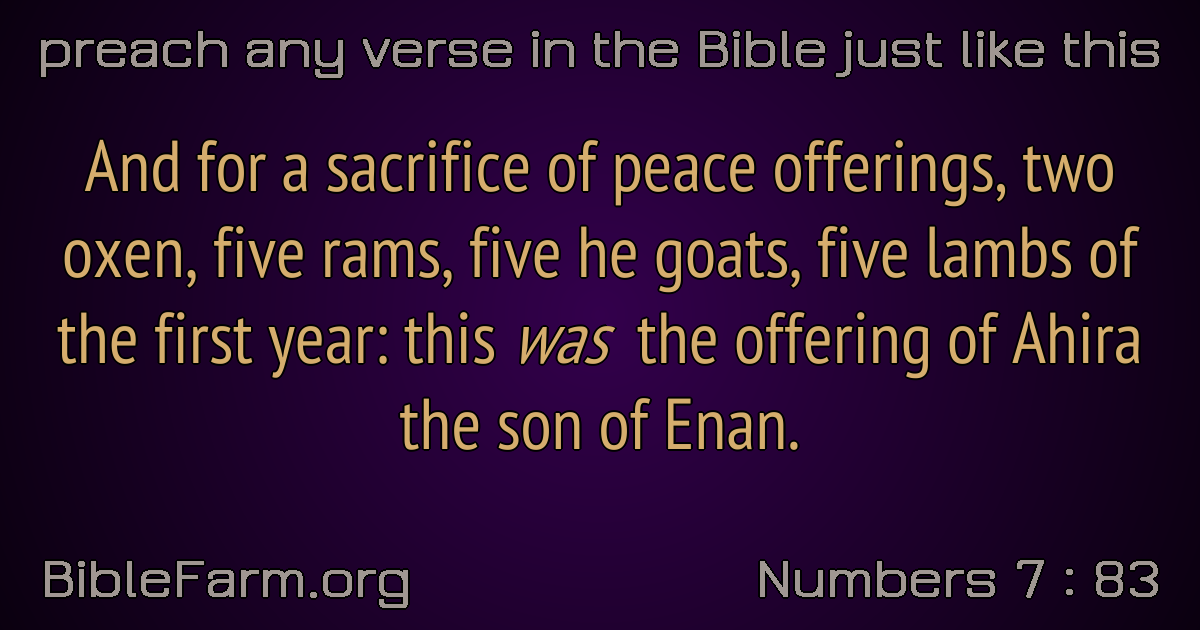 preach any verse in the Bible just like this
And for a sacrifice of peace offerings, two
oxen, five rams, five he goats, five lambs of
the first year: this was the offering of Ahira
the son of Enan.
BibleFarm.org
Numbers 7 : 83